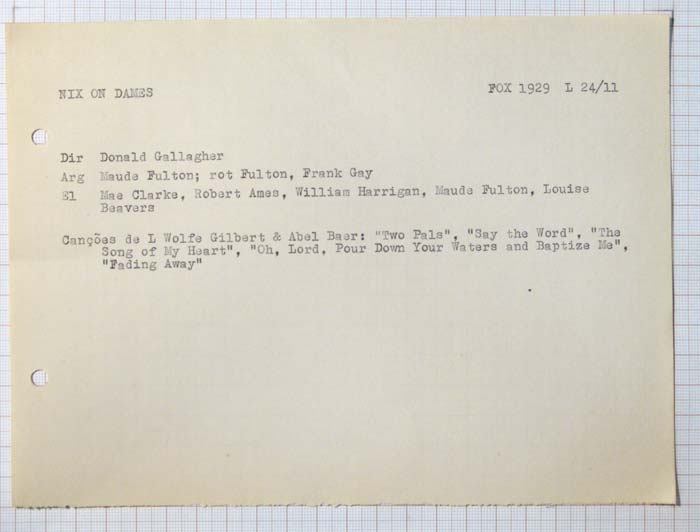 NIX ON DAMES
FOX 1929 L 24/11
Dir Donald Gallagher
Arg Maude Fulton; rot Fulton, Frank Gay
El Mae Clarke, Robert Ames, William Harrigan, Maude Fulton, Louise
Beavers
Canções de L Wolfe Gilbert & Abel Baer: "Two Pals", "Say the Word", "The
Song of My Heart", "Oh, Lord, Pour Down Your Waters and Baptize Me",
"Fading Away"